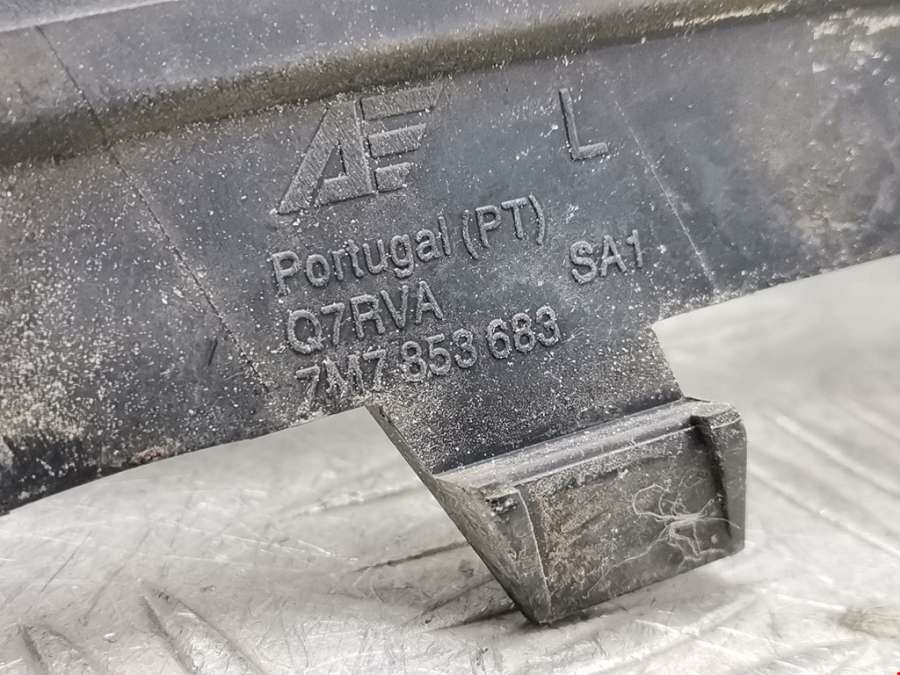 AE L
Portugal (PT)
SA1
Q7RVA
7M7 853 683